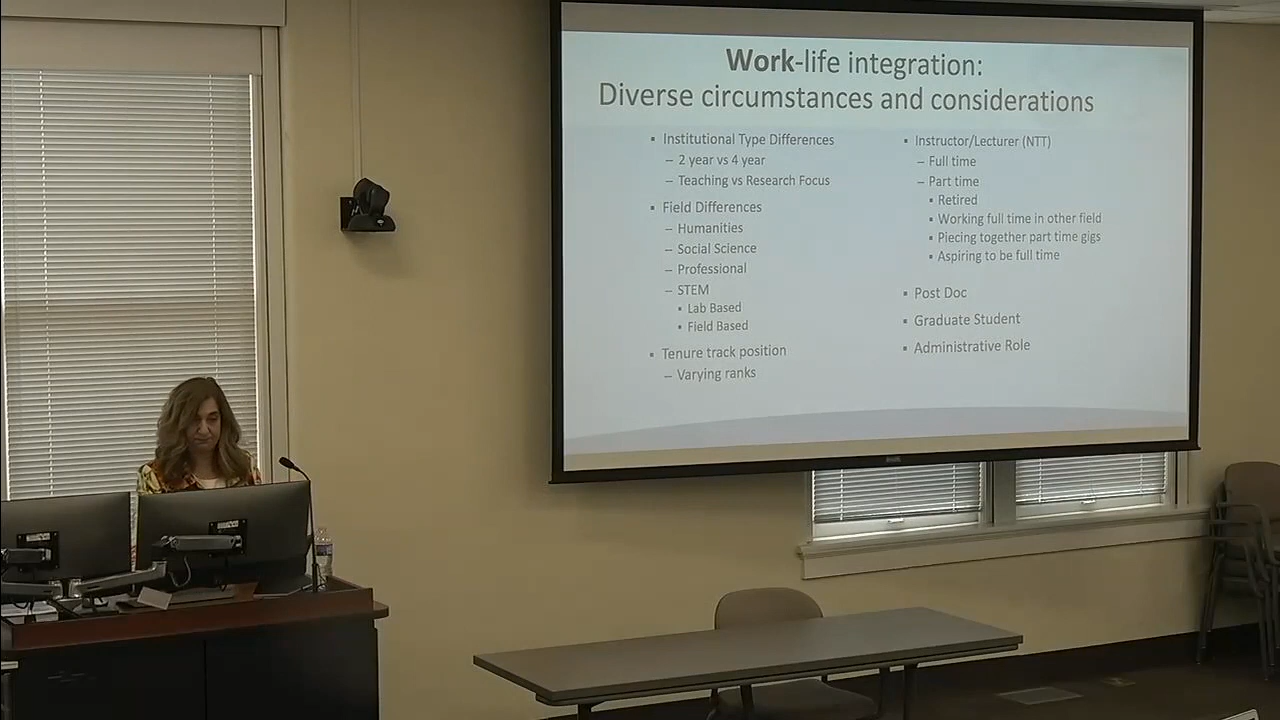 Work-life integration:
Diverse circumstances and considerations
▪ Institutional Type Differences
– 2 year vs 4 year
– Teaching vs Research Focus
▪ Field Differences
– Humanities
– Social Science
– Professional
– STEM
▪ Lab Based
▪ Field Based
▪ Tenure track position
– Varying ranks
▪ Instructor/Lecturer (NTT)
– Full time
– Part time
▪ Retired
▪ Working full time in other field
▪ Piecing together part time gigs
▪ Aspiring to be full time
▪ Post Doc
▪ Graduate Student
▪ Administrative Role